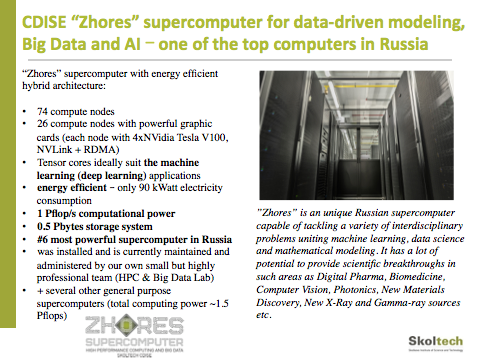 CDISE “Zhores” supercomputer for data-driven modeling,
Big Data and AI – one of the top computers in Russia
“Zhores” supercomputer with energy efficient
hybrid architecture:
• 74 compute nodes
• 26 compute nodes with powerful graphic
cards (each node with 4xNVidia Tesla V100,
NVLink + RDMA)
• Tensor cores ideally suit the machine
learning (deep learning) applications
• energy efficient – only 90 kWatt electricity
consumption
• 1 Pflop/s computational power
• 0.5 Pbytes storage system
• #6 most powerful supercomputer in Russia
• was installed and is currently maintained and
administered by our own small but highly
professional team (HPC & Big Data Lab)
• + several other general purpose
supercomputers (total computing power ~1.5
Pflops)
ZHORES
SUPERCOMPUTER
HIGH PERFORMANCE COMPUTING AND BIG DATA
SKOLTECH CDISE
”Zhores” is an unique Russian supercomputer
capable of tackling a variety of interdisciplinary
problems uniting machine learning, data science
and mathematical modeling. It has a lot of
potential to provide scientific breakthroughs in
such areas as Digital Pharma, Biomedicine,
Computer Vision, Photonics, New Materials
Discovery, New X-Ray and Gamma-ray sources
etc.
Skoltech
Skolkovo Institute of Science and Technology